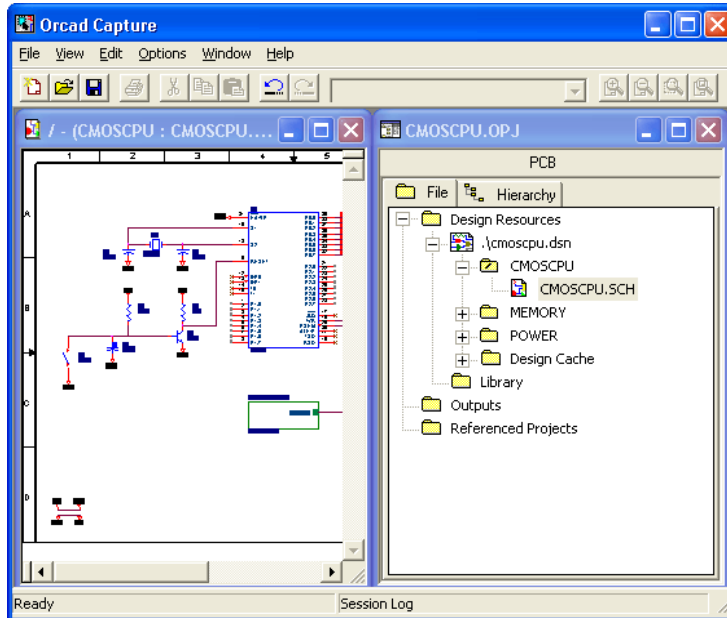 Orcad Capture
File View Edit Options Window Help
/ - (CMOSCPU : CMOSCPU....
1 2 3 4 5
A
B
C
D
CMOSCPU.OPJ
PCB
File Hierarchy
Design Resources
.\cmoscpu.dsn
CMOSCPU
CMOSCPU.SCH
MEMORY
POWER
Design Cache
Library
Outputs
Referenced Projects
Ready Session Log